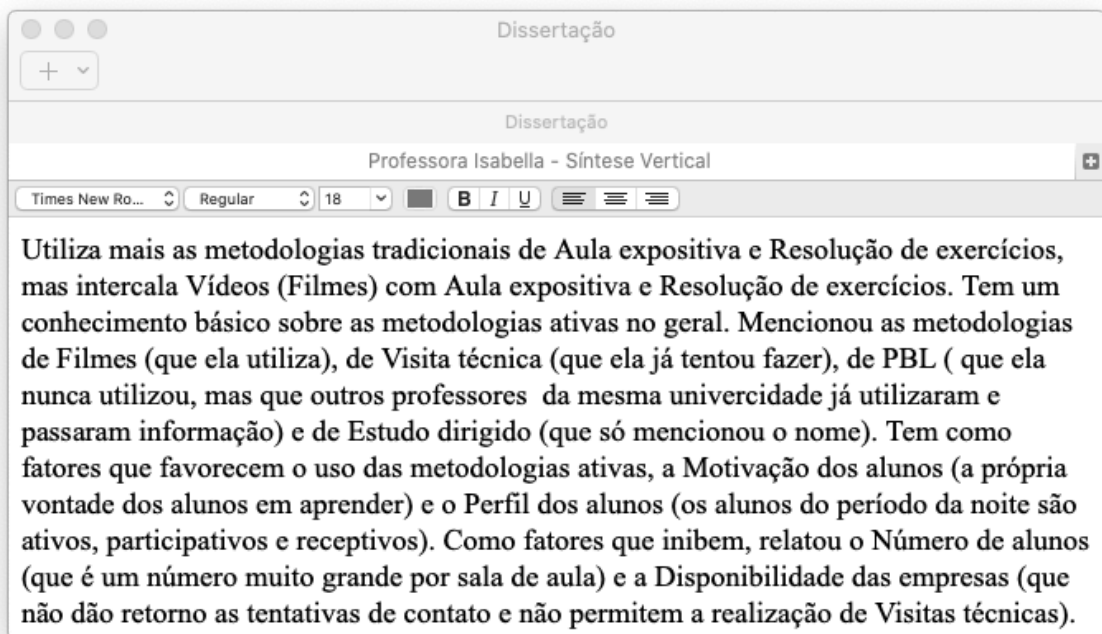 Dissertação
Dissertação
Professora Isabella - Síntese Vertical
Times New Ro... Regular 18 B I U
Utiliza mais as metodologias tradicionais de Aula expositiva e Resolução de exercícios,
mas intercala Vídeos (Filmes) com Aula expositiva e Resolução de exercícios. Tem um
conhecimento básico sobre as metodologias ativas no geral. Mencionou as metodologias
de Filmes (que ela utiliza), de Visita técnica (que ela já tentou fazer), de PBL ( que ela
nunca utilizou, mas que outros professores  da mesma univercidade já utilizaram e
passaram informação) e de Estudo dirigido (que só mencionou o nome). Tem como
fatores que favorecem o uso das metodologias ativas, a Motivação dos alunos (a própria
vontade dos alunos em aprender) e o Perfil dos alunos (os alunos do período da noite são
ativos, participativos e receptivos). Como fatores que inibem, relatou o Número de alunos
(que é um número muito grande por sala de aula) e a Disponibilidade das empresas (que
não dão retorno as tentativas de contato e não permitem a realização de Visitas técnicas).